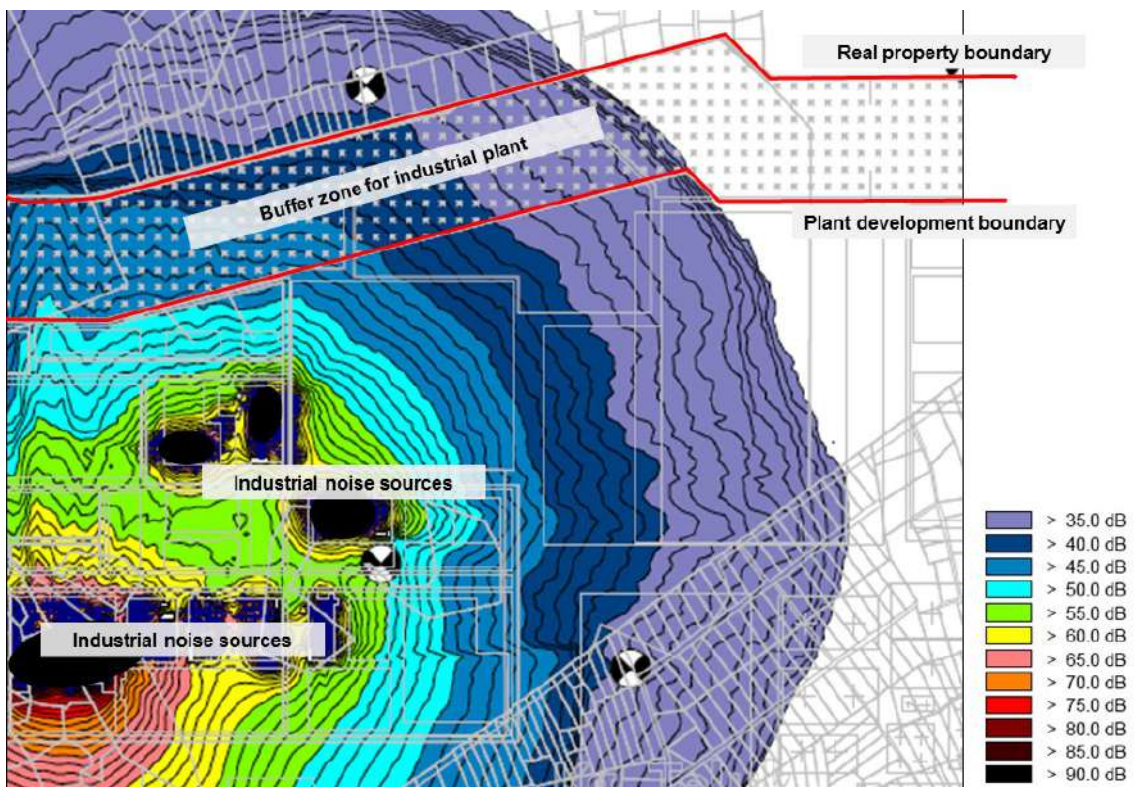 Real property boundary
Buffer zone for industrial plant
Plant development boundary
Industrial noise sources
Industrial noise sources
> 35.0 dB
> 40.0 dB
> 45.0 dB
> 50.0 dB
> 55.0 dB
> 60.0 dB
> 65.0 dB
> 70.0 dB
> 75.0 dB
> 80.0 dB
> 85.0 dB
> 90.0 dB